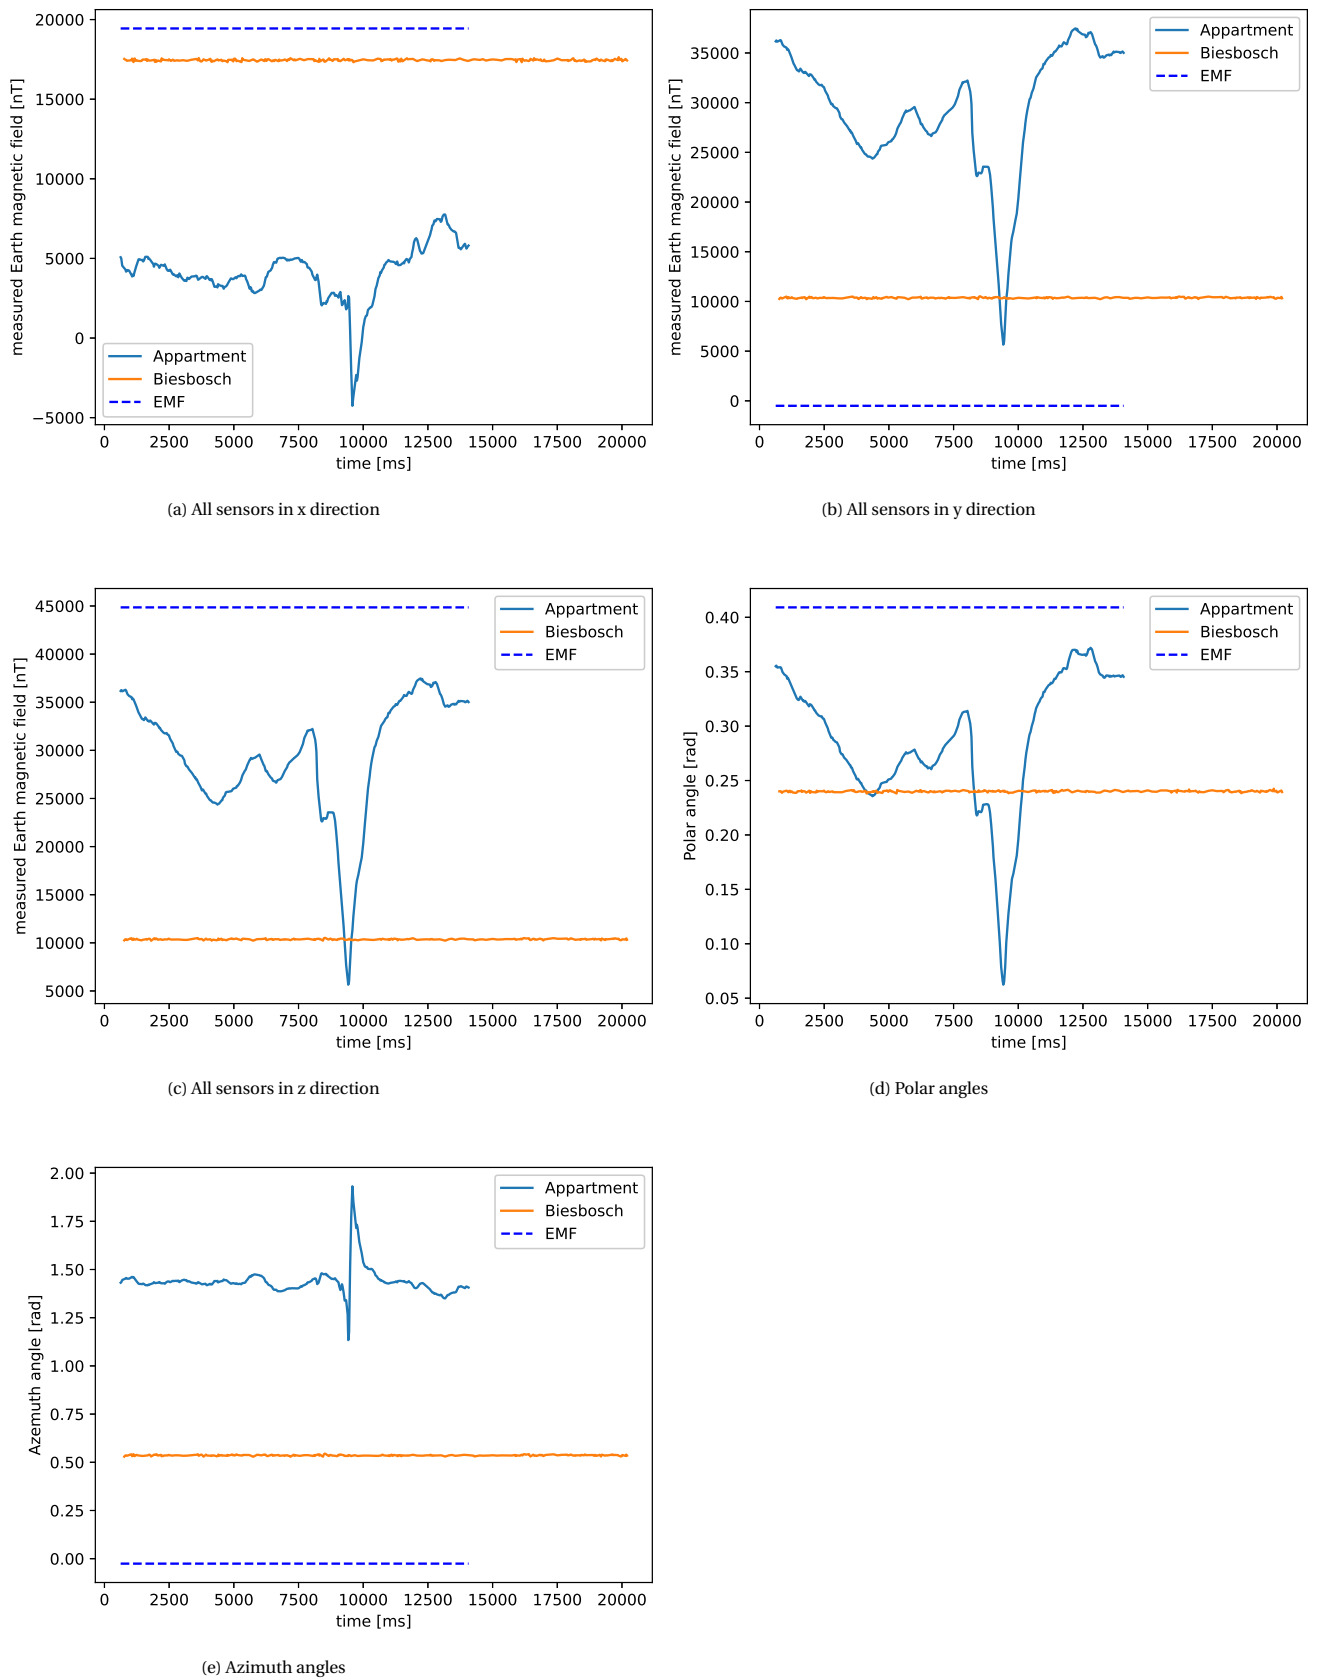 20000
15000
10000
5000
0
−5000
measured Earth magnetic field [nT]
Appartment
Biesbosch
EMF
0 2500 5000 7500 10000 12500 15000 17500 20000
time [ms]
(a) All sensors in x direction
35000
30000
25000
20000
15000
10000
5000
0
measured Earth magnetic field [nT]
Appartment
Biesbosch
EMF
0 2500 5000 7500 10000 12500 15000 17500 20000
time [ms]
(b) All sensors in y direction
45000
40000
35000
30000
25000
20000
15000
10000
5000
measured Earth magnetic field [nT]
Appartment
Biesbosch
EMF
0 2500 5000 7500 10000 12500 15000 17500 20000
time [ms]
(c) All sensors in z direction
0.40
0.35
0.30
0.25
0.20
0.15
0.10
0.05
Polar angle [rad]
Appartment
Biesbosch
EMF
0 2500 5000 7500 10000 12500 15000 17500 20000
time [ms]
(d) Polar angles
2.00
1.75
1.50
1.25
1.00
0.75
0.50
0.25
0.00
Azemuth angle [rad]
Appartment
Biesbosch
EMF
0 2500 5000 7500 10000 12500 15000 17500 20000
time [ms]
(e) Azimuth angles